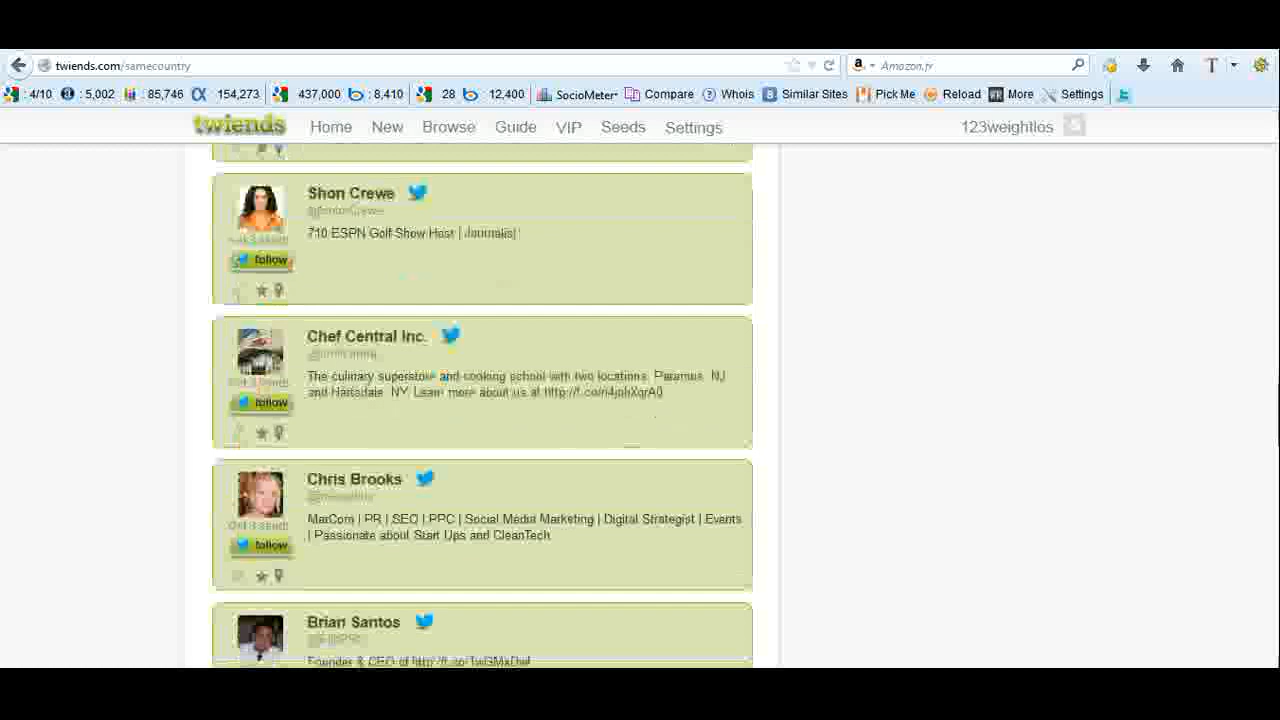 twiends.com/samecountry
Amazon.fr
: 4/10 : 5,002 : 85,746 : 154,273 : 437,000 : 8,410 : 28 : 12,400 SocioMeter Compare Whois Similar Sites Pick Me Reload More Settings
twiends Home New Browse Guide VIP Seeds Settings 123weightlos
Shon Crewe
710 ESPN Golf Show Host | Journalist
follow
Chef Central Inc.
The culinary superstore and cooking school with two locations. Paramus, NJ
and Hartsdale, NY. Learn more about us at
follow
Chris Brooks
MarCom | PR | SEO | PPC | Social Media Marketing | Digital Strategist | Events
| Passionate about Start Ups and CleanTech
follow
Brian Santos
Founder & CEO of